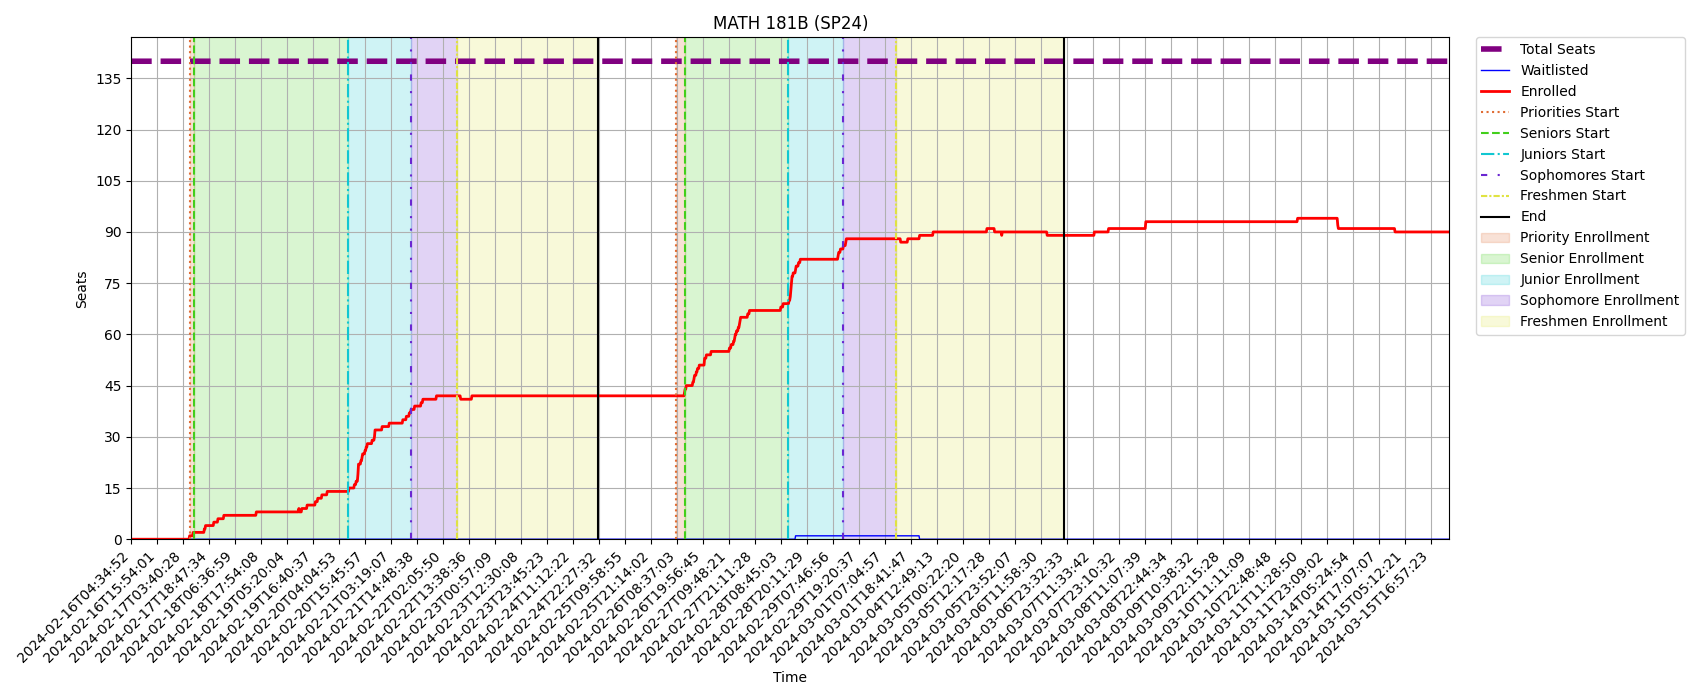 MATH 181B (SP24)
Seats
135
120
105
90
75
60
45
30
15
0
2024-02-16T04:34:52
2024-02-16T15:54:01
2024-02-17T03:40:28
2024-02-17T18:47:34
2024-02-18T06:36:59
2024-02-18T17:54:08
2024-02-19T05:20:04
2024-02-19T16:40:37
2024-02-20T04:04:53
2024-02-20T15:45:57
2024-02-21T03:19:07
2024-02-21T14:48:38
2024-02-22T02:05:50
2024-02-22T13:38:36
2024-02-23T00:57:09
2024-02-23T12:30:08
2024-02-23T23:45:23
2024-02-24T11:12:22
2024-02-24T22:27:32
2024-02-25T09:58:55
2024-02-25T21:14:02
2024-02-26T08:37:03
2024-02-26T19:56:45
2024-02-27T09:48:21
2024-02-27T21:11:28
2024-02-28T08:45:03
2024-02-28T20:11:29
2024-02-29T07:46:56
2024-02-29T19:20:37
2024-03-01T07:04:57
2024-03-01T18:41:47
2024-03-04T12:49:13
2024-03-05T00:22:20
2024-03-05T12:17:28
2024-03-05T23:52:07
2024-03-06T11:58:30
2024-03-06T23:32:33
2024-03-07T11:33:42
2024-03-07T23:10:32
2024-03-08T11:07:39
2024-03-08T22:44:34
2024-03-09T10:38:32
2024-03-09T22:15:28
2024-03-10T11:11:09
2024-03-10T22:48:48
2024-03-11T11:28:50
2024-03-11T23:09:02
2024-03-14T05:24:54
2024-03-14T17:07:07
2024-03-15T05:12:21
2024-03-15T16:57:23
Time
Total Seats
Waitlisted
Enrolled
Priorities Start
Seniors Start
Juniors Start
Sophomores Start
Freshmen Start
End
Priority Enrollment
Senior Enrollment
Junior Enrollment
Sophomore Enrollment
Freshmen Enrollment